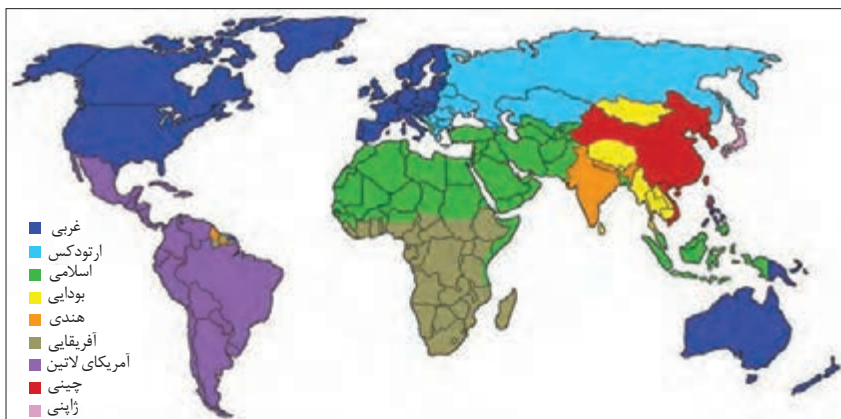 غربی
ارتودکس
اسلامی
بودایی
هندی
آفریقایی
آمریکای لاتین
چینی
ژاپنی